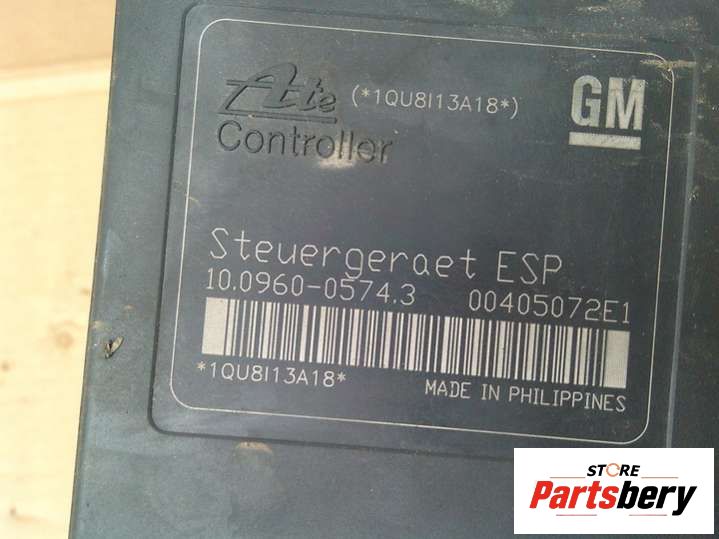 Ate (*1QU8I13A18*)
GM
Controller
Steuergeraet ESP
10.0960-0574.3 00405072E1
*1QU8I13A18* MADE IN PHILIPPINES
STORE
Partsbery